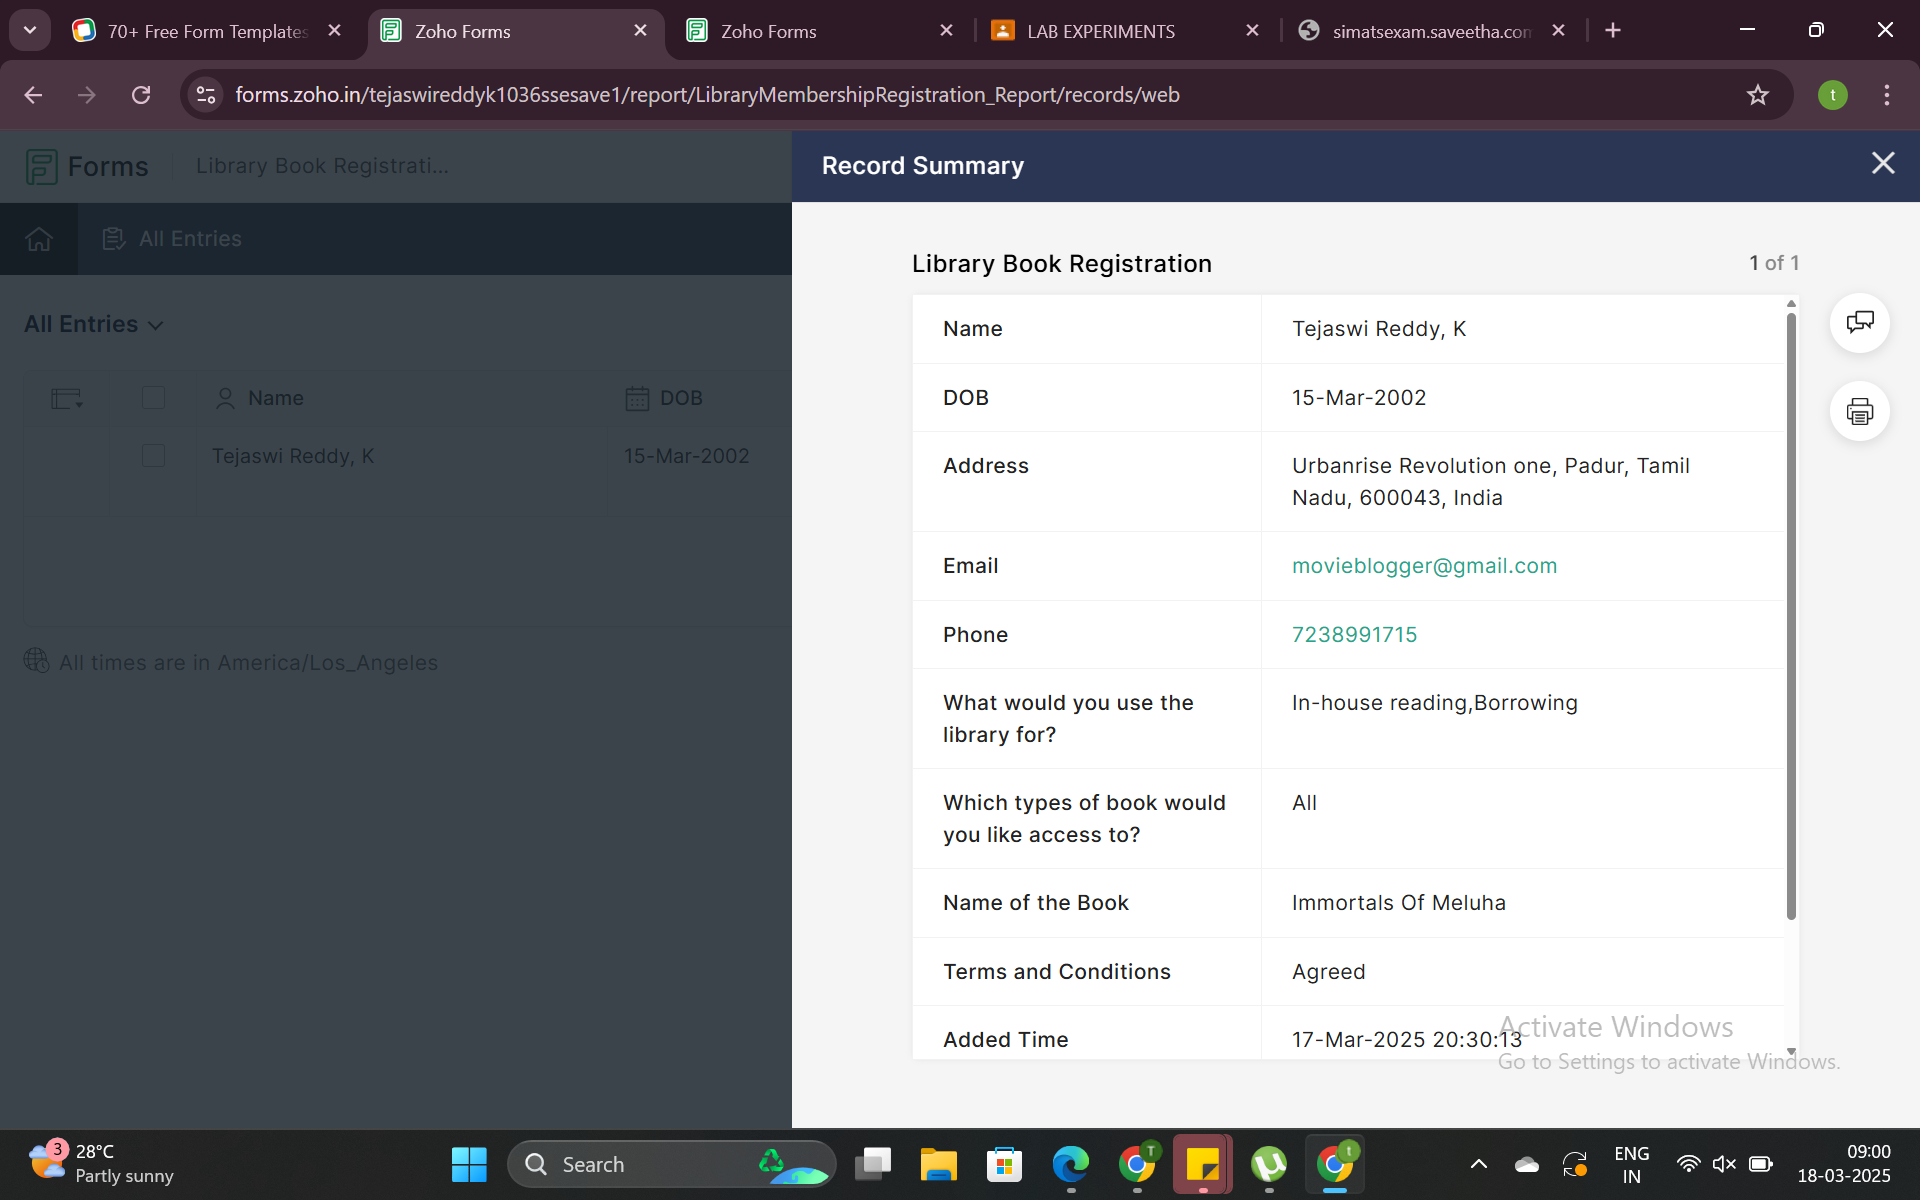 70+ Free Form Templates
Zoho Forms
Zoho Forms
LAB EXPERIMENTS
simatsexam.saveetha.com
forms.zoho.in/tejaswireddyk1036ssesave1/report/LibraryMembershipRegistration_Report/records/web
t
Forms
Library Book Registrati...
Record Summary
All Entries
Library Book Registration
1 of 1
All Entries
Name
DOB
Tejaswi Reddy, K
15-Mar-2002
All times are in America/Los_Angeles
Name
Tejaswi Reddy, K
DOB
15-Mar-2002
Address
Urbanrise Revolution one, Padur, Tamil
Nadu, 600043, India
Email
movieblogger@gmail.com
Phone
7238991715
What would you use the
library for?
In-house reading,Borrowing
Which types of book would
you like access to?
All
Name of the Book
Immortals Of Meluha
Terms and Conditions
Agreed
Added Time
17-Mar-2025 20:30:13
Activate Windows
Go to Settings to activate Windows.
3
28°C
Partly sunny
Search
T
t
ENG
IN
09:00
18-03-2025